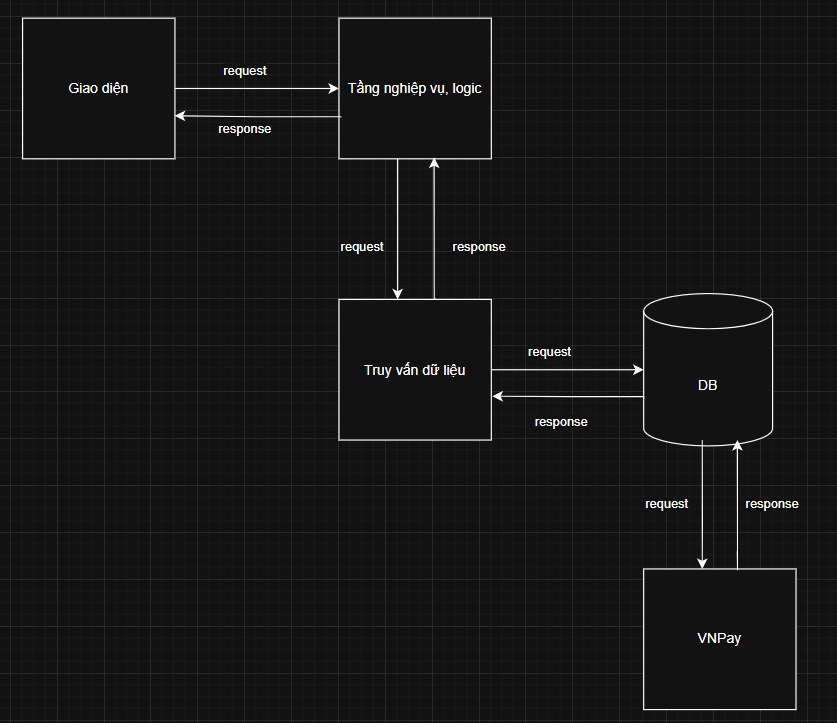 Giao diện
request
response
Tầng nghiệp vụ, logic
request
response
Truy vấn dữ liệu
request
response
DB
request
response
VNPay